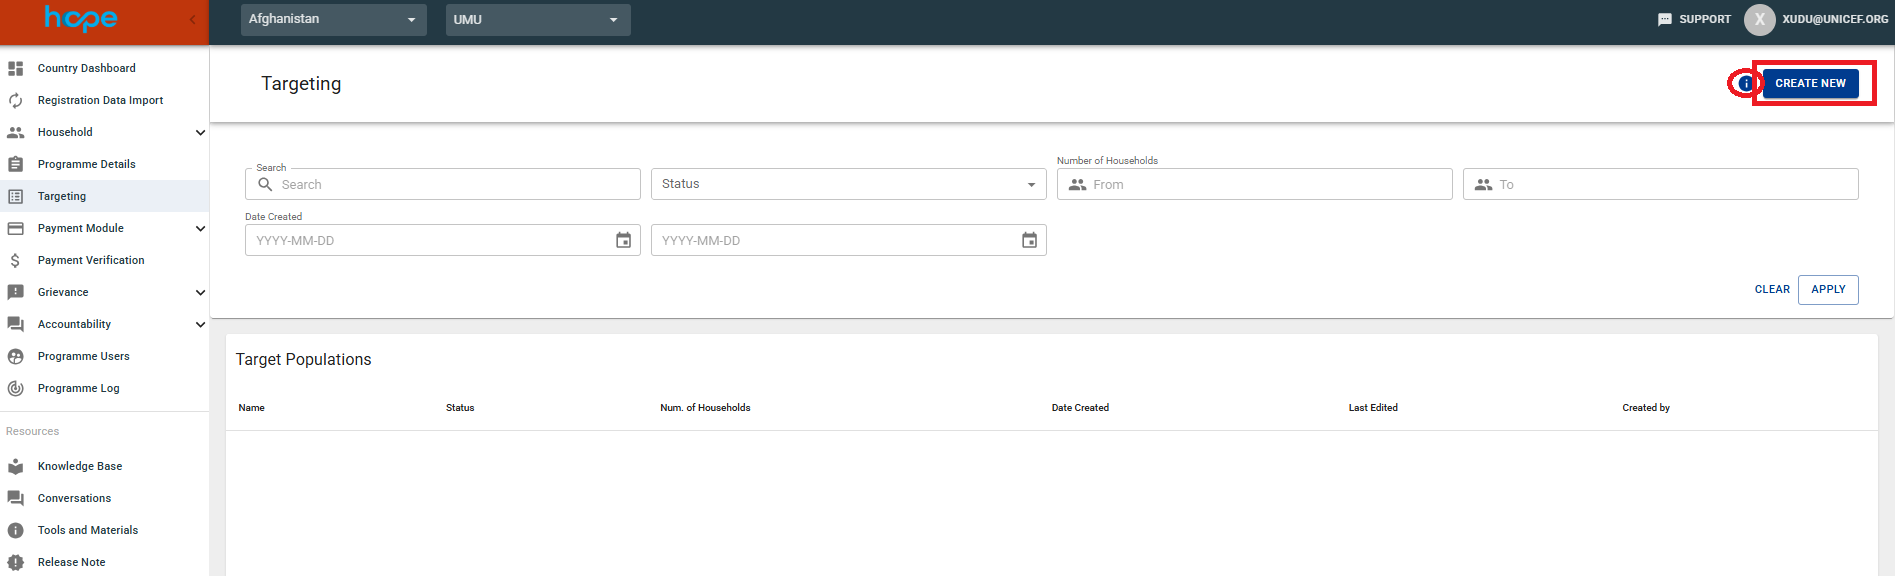 hope
Afghanistan
UMU
SUPPORT
X
XUDU@UNICEF.ORG
Country Dashboard
Registration Data Import
Household
Programme Details
Targeting
Payment Module
Payment Verification
Grievance
Accountability
Programme Users
Programme Log
Resources
Knowledge Base
Conversations
Tools and Materials
Release Note
Targeting
CREATE NEW
Search
Search
Status
Number of Households
From
To
Date Created
YYYY-MM-DD
YYYY-MM-DD
CLEAR
APPLY
Target Populations
Name Status Num. of Households Date Created Last Edited Created by